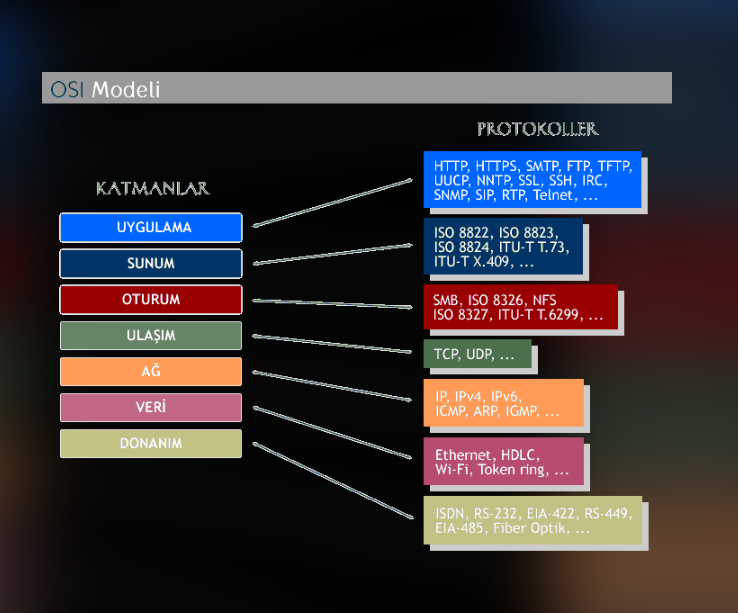 OSI Modeli
PROTOKOLLER
KATMANLAR
HTTP, HTTPS, SMTP, FTP, TFTP,
UUCP, NNTP, SSL, SSH, IRC,
SNMP, SIP, RTP, Telnet, ...
UYGULAMA
ISO 8822, ISO 8823,
ISO 8824, ITU-T T.73,
ITU-T X.409, ...
SUNUM
SMB, ISO 8326, NFS
ISO 8327, ITU-T T.6299, ...
OTURUM
TCP, UDP, ...
ULAŞIM
IP, IPv4, IPv6,
ICMP, ARP, IGMP, ...
AĞ
Ethernet, HDLC,
Wi-Fi, Token ring, ...
VERİ
ISDN, RS-232, EIA-422, RS-449,
EIA-485, Fiber Optik, ...
DONANIM